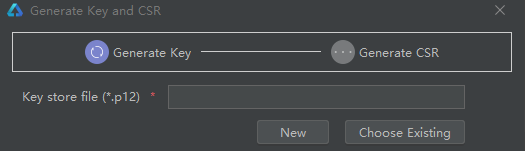 Generate Key and CSR
Generate Key Generate CSR
Key store file (*.p12) *
New Choose Existing